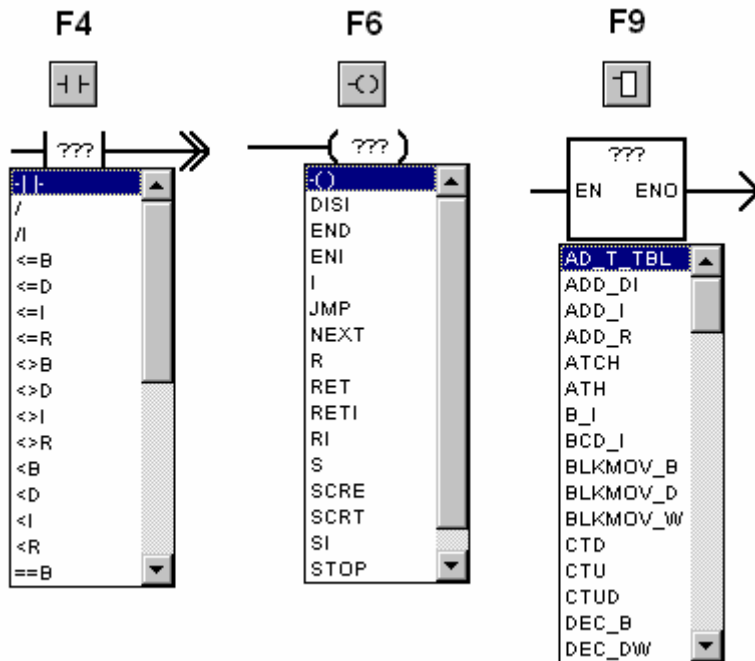 F4
F6
F9
???
???
???
EN ENO
-| |-
/
/I
<=B
<=D
<=I
<=R
<>B
<>D
<>I
<>R
<B
<D
<I
<R
==B
-()
DISI
END
ENI
I
JMP
NEXT
R
RET
RETI
RI
S
SCRE
SCRT
SI
STOP
AD_T_TBL
ADD_DI
ADD_I
ADD_R
ATCH
ATH
B_I
BCD_I
BLKMOV_B
BLKMOV_D
BLKMOV_W
CTD
CTU
CTUD
DEC_B
DEC_DW